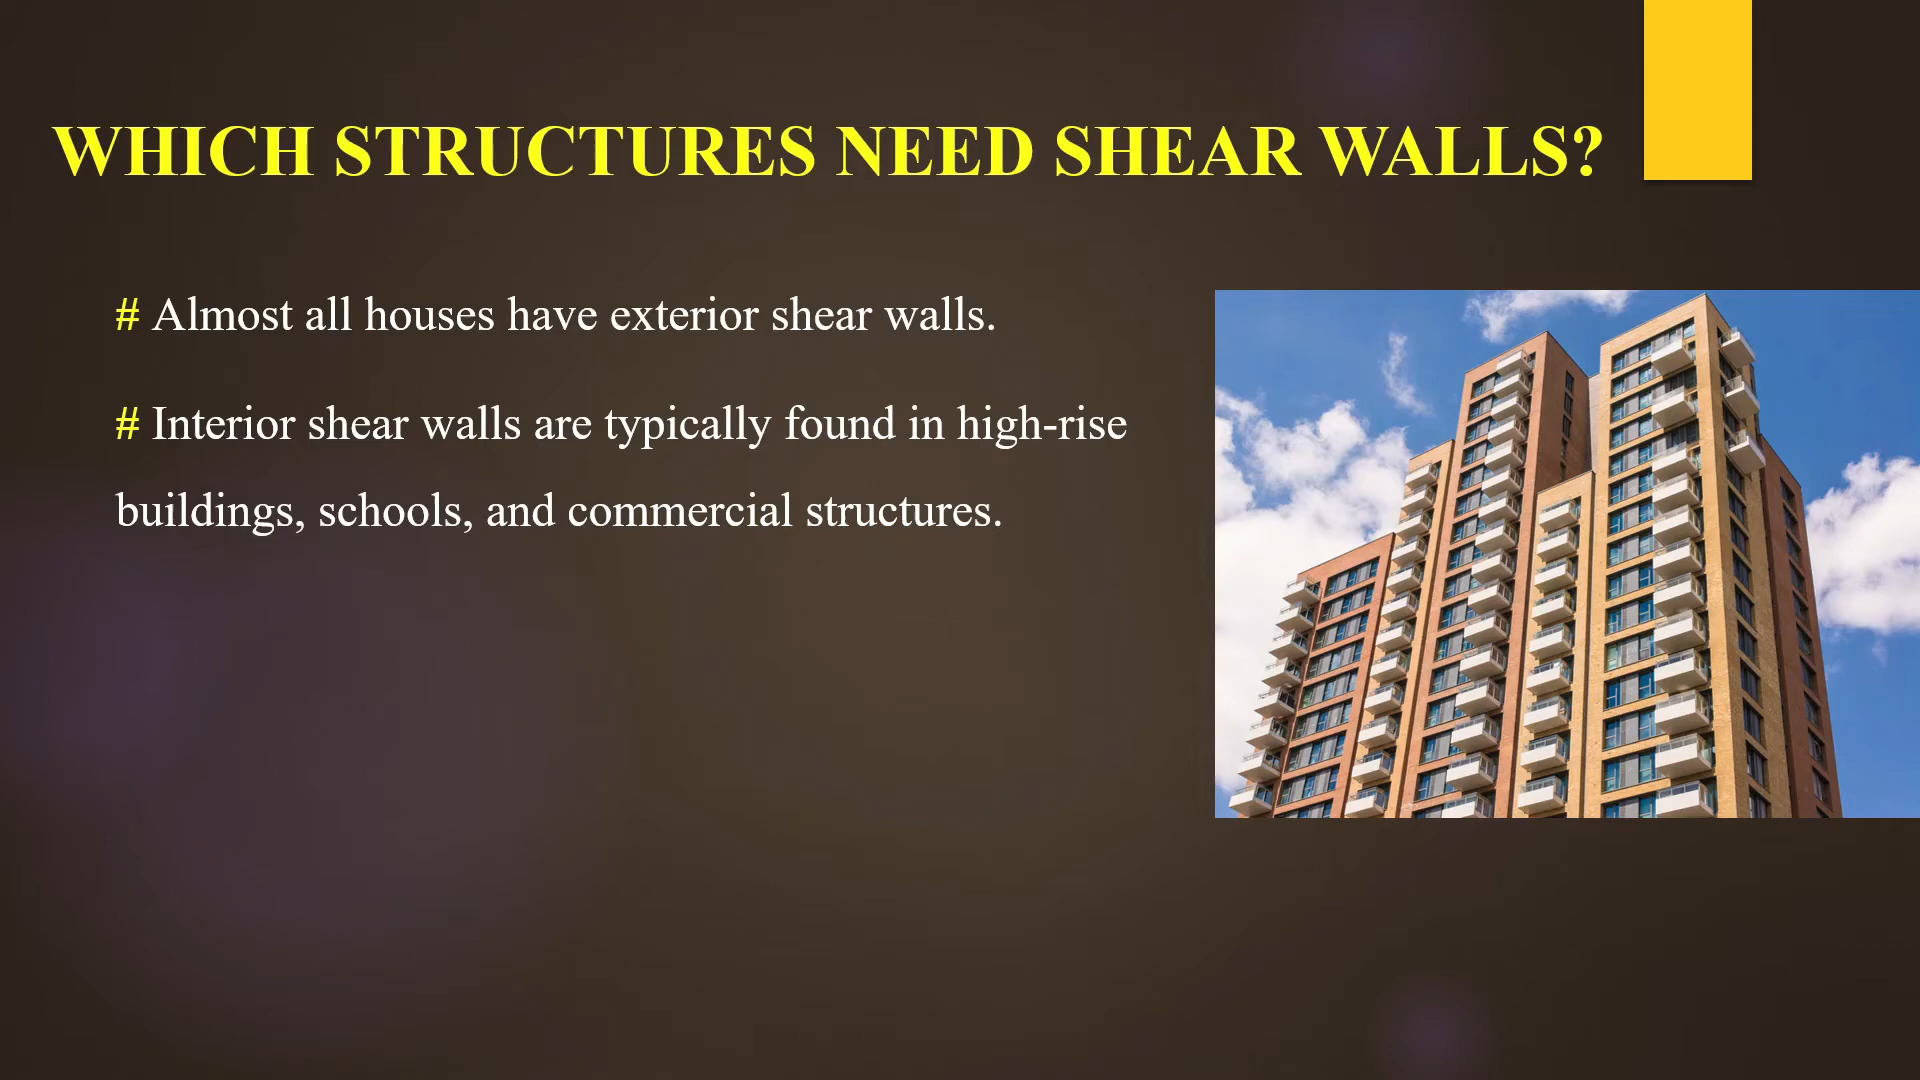 WHICH STRUCTURES NEED SHEAR WALLS?
# Almost all houses have exterior shear walls.
# Interior shear walls are typically found in high-rise
buildings, schools, and commercial structures.